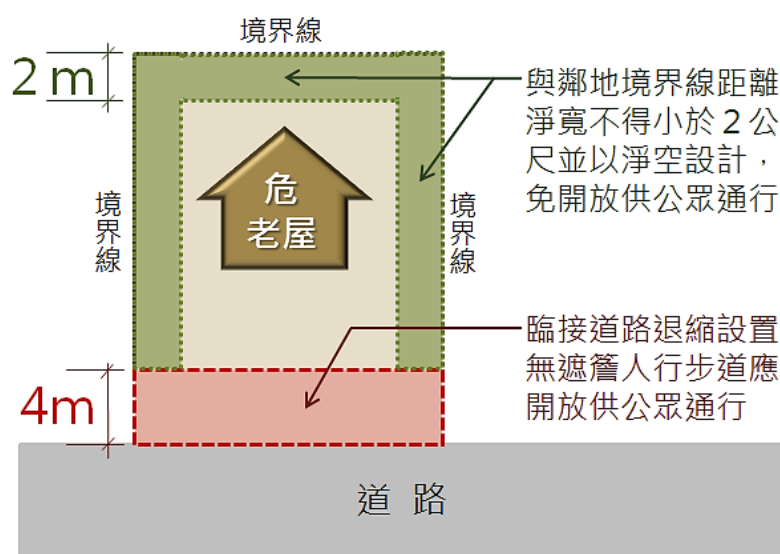 境界線
2 m
與鄰地境界線距離
淨寬不得小於2公
尺並以淨空設計，
免開放供公眾通行
危
老屋
境界線
境界線
臨接道路退縮設置
無遮簷人行步道應
開放供公眾通行
4m
道 路